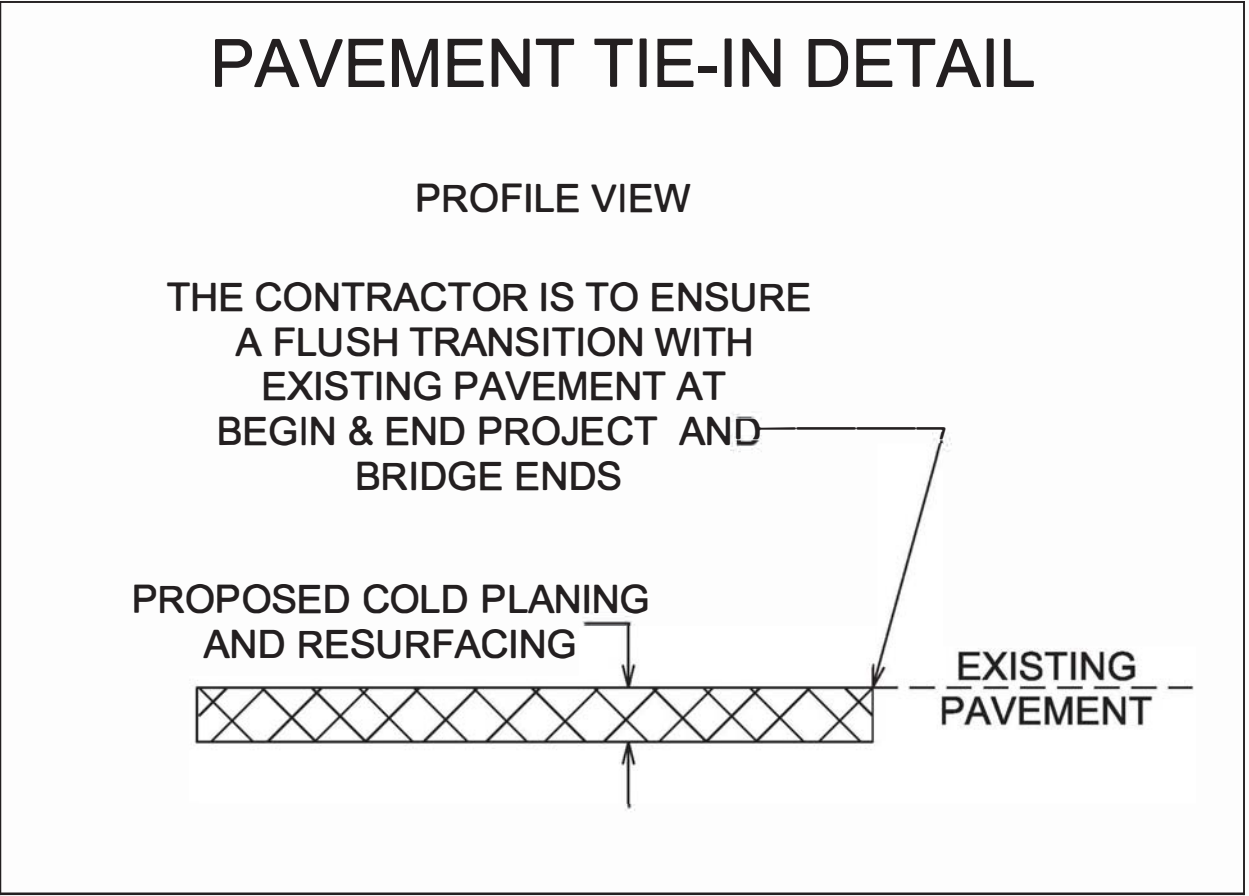 PAVEMENT TIE-IN DETAIL
PROFILE VIEW
THE CONTRACTOR IS TO ENSURE
A FLUSH TRANSITION WITH
EXISTING PAVEMENT AT
BEGIN & END PROJECT AND
BRIDGE ENDS
PROPOSED COLD PLANING
AND RESURFACING
EXISTING
PAVEMENT